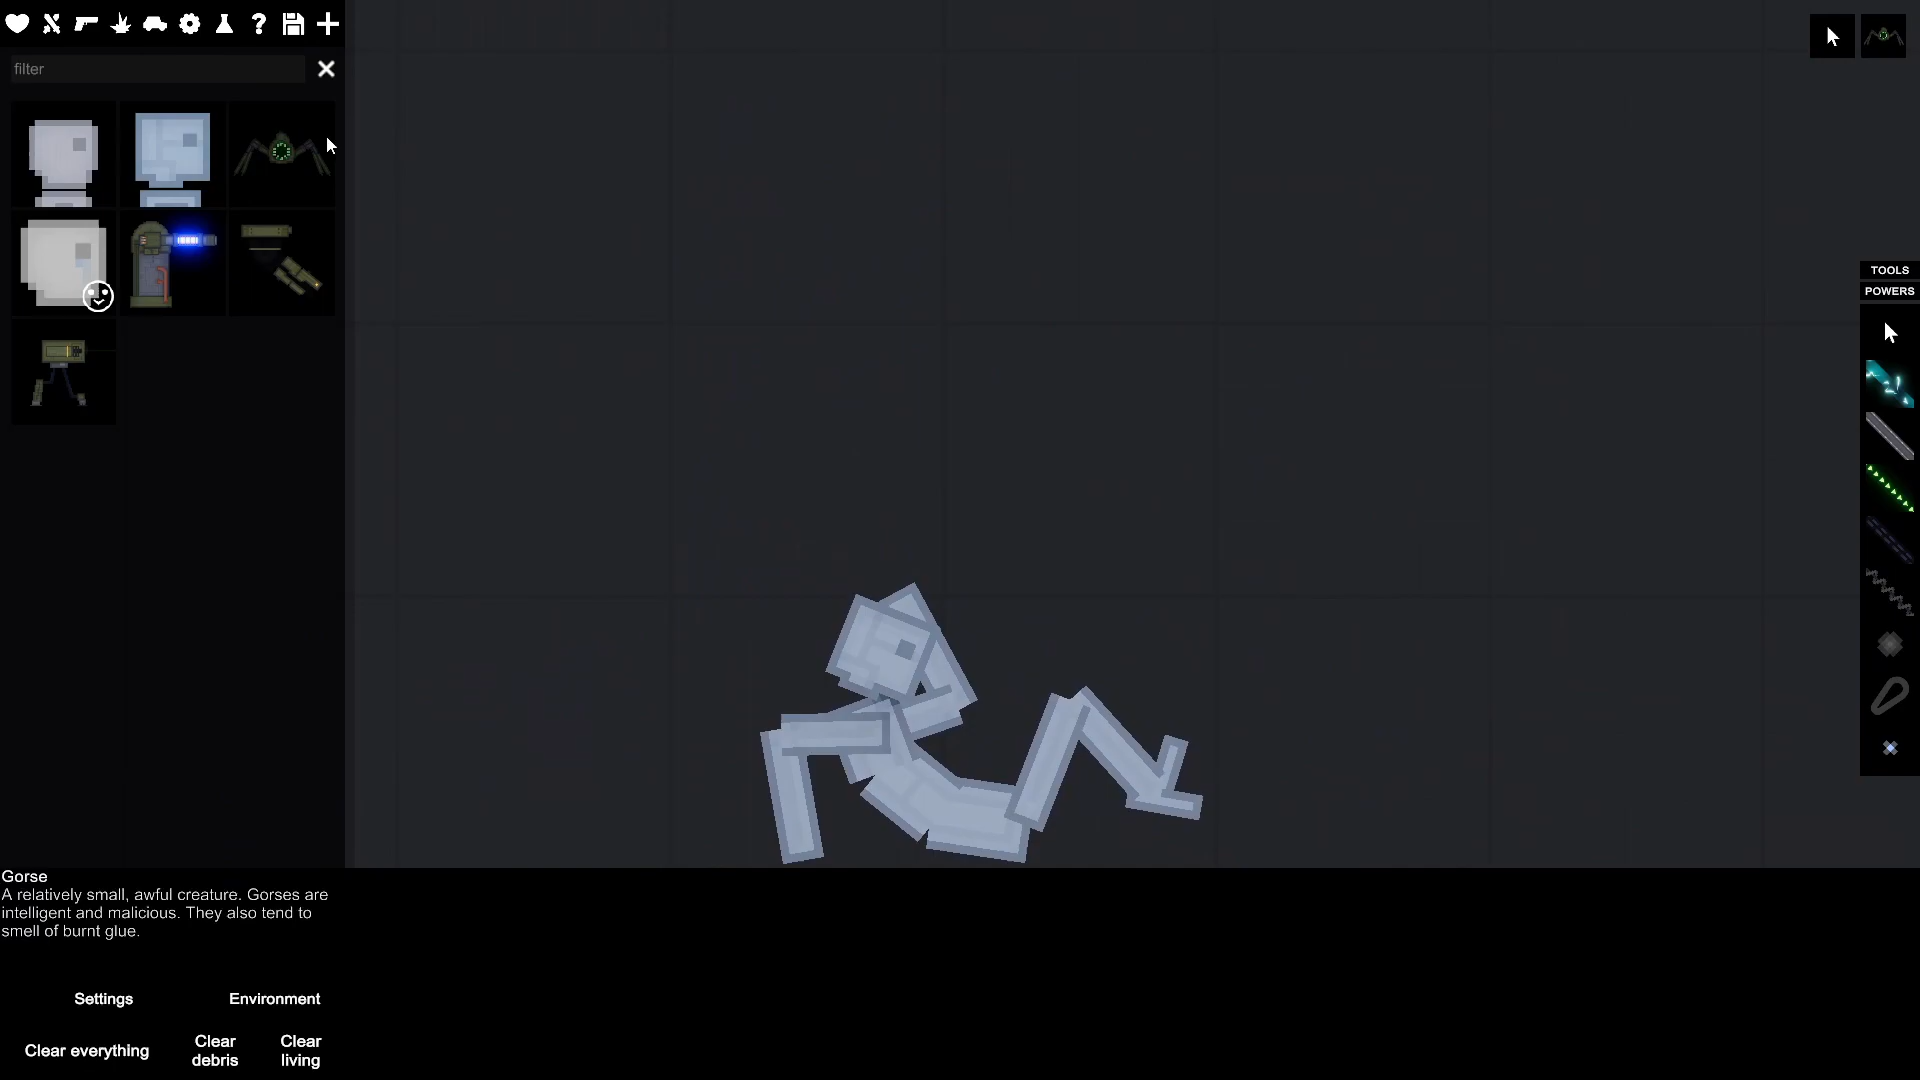 filter
TOOLS
POWERS
Gorse
A relatively small, awful creature. Gorses are
intelligent and malicious. They also tend to
smell of burnt glue.
Settings
Environment
Clear everything
Clear
debris
Clear
living